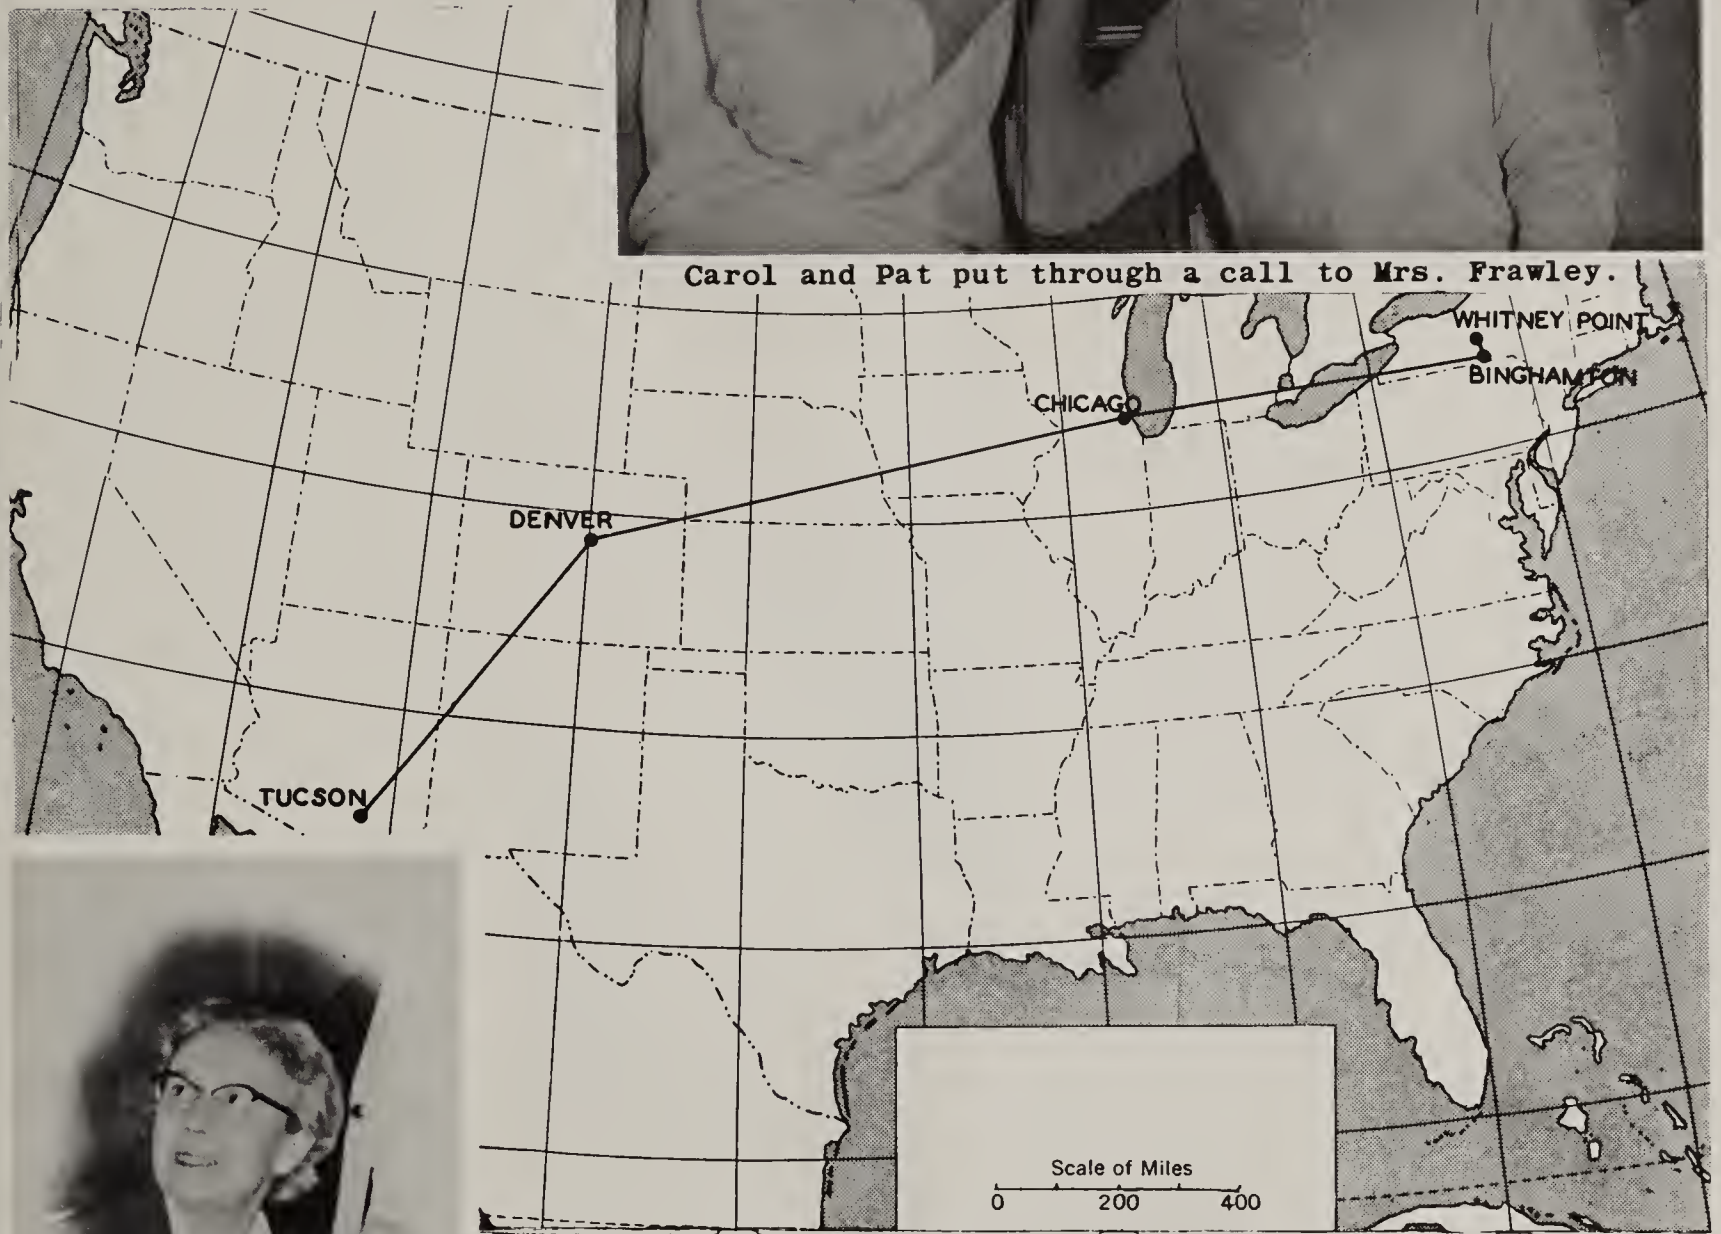 Carol and Pat put through a call to Mrs. Frawley.
WHITNEY POINT
BINGHAMTON
CHICAGO
DENVER
TUCSON
Scale of Miles
0 200 400